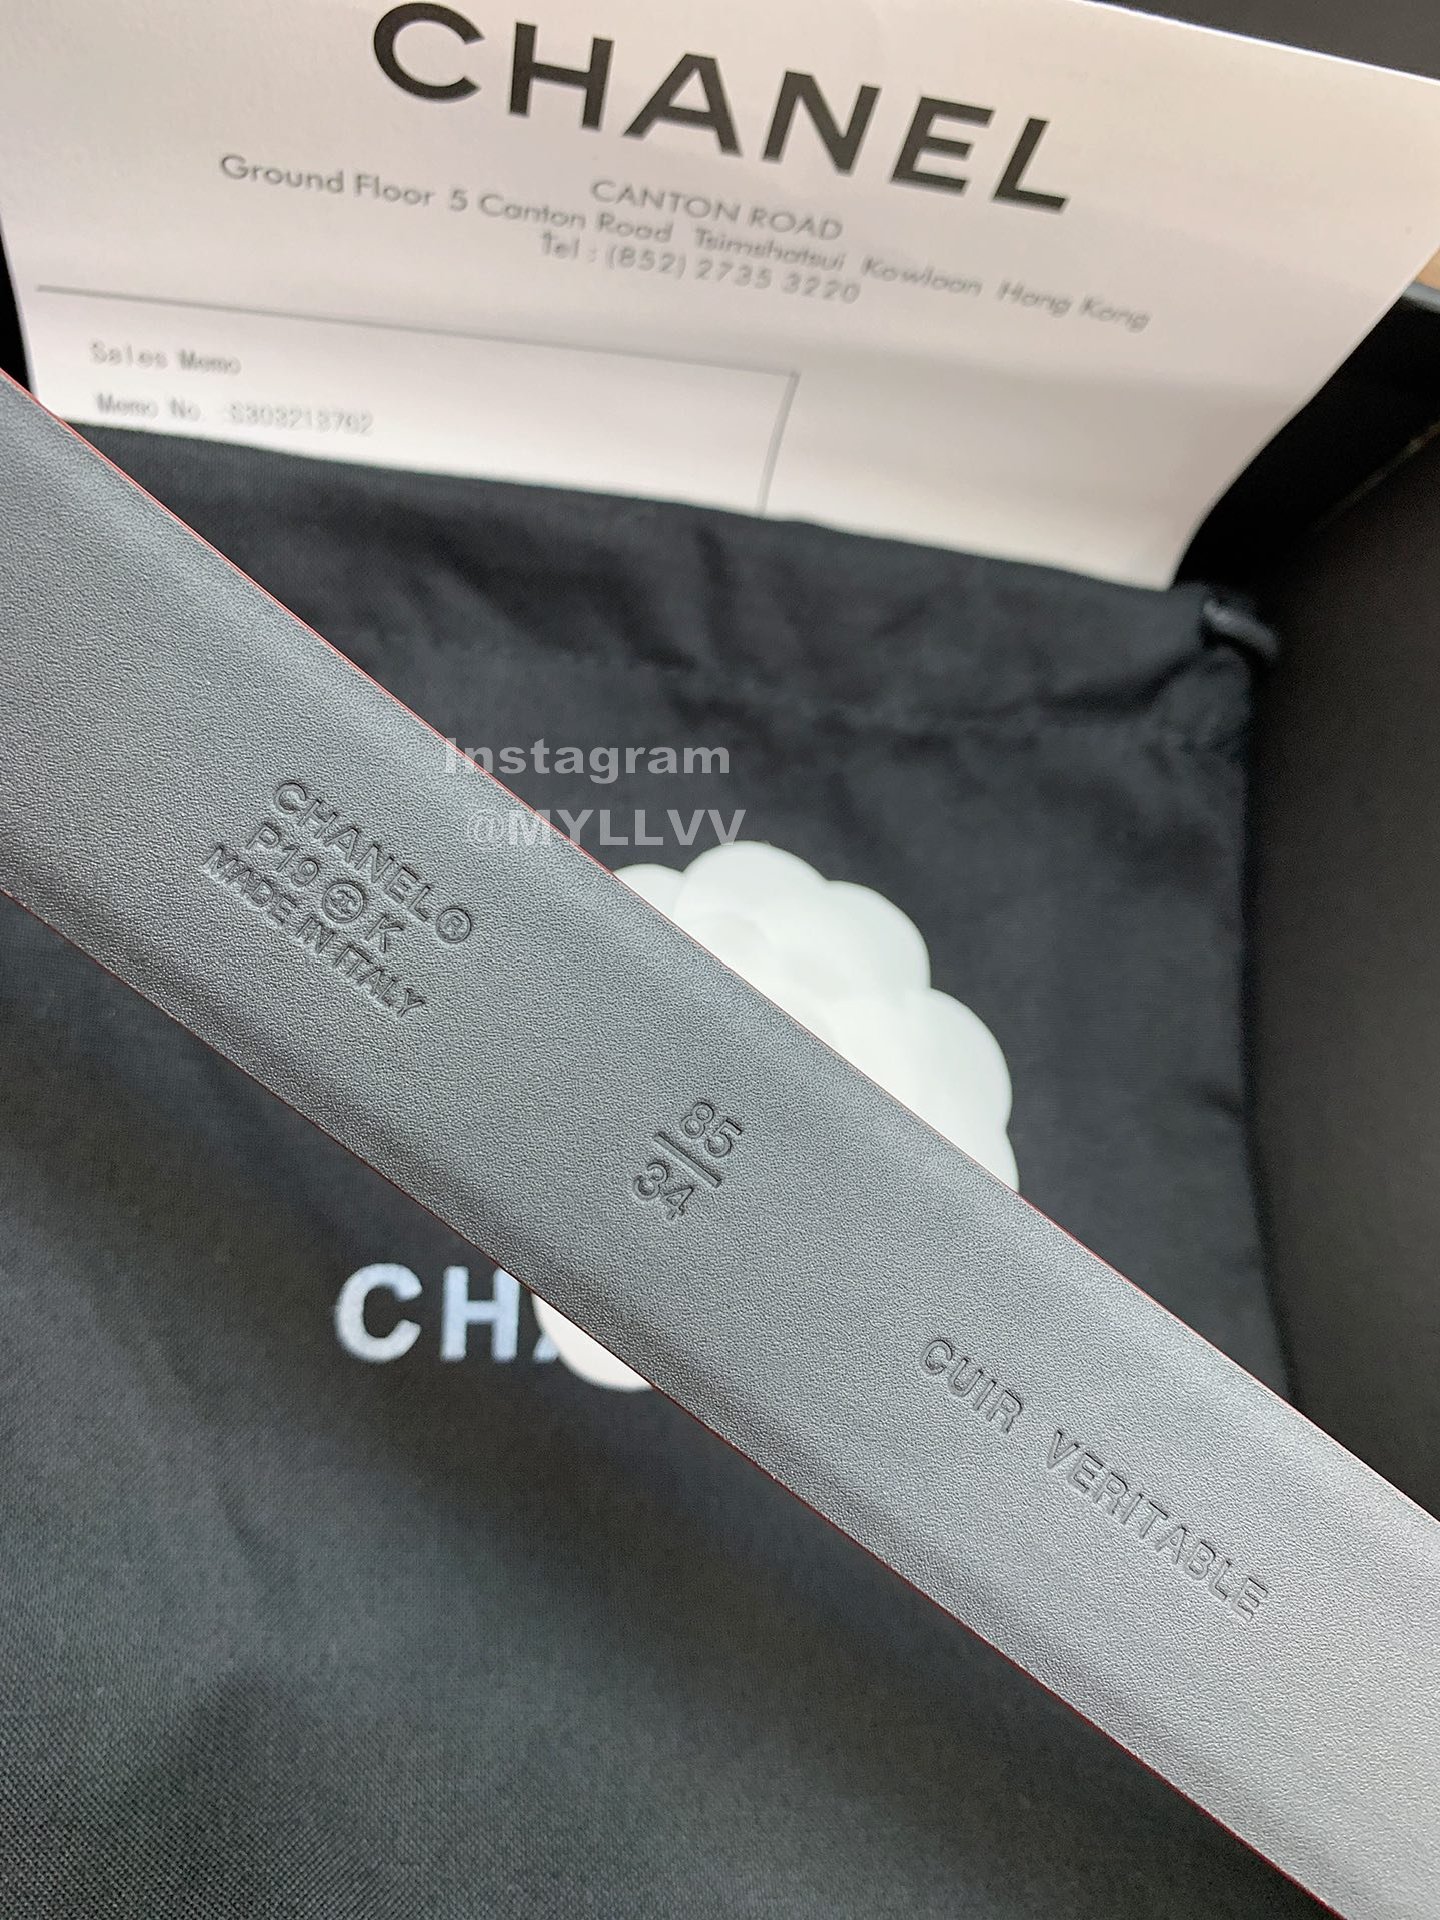 CHANEL
CANTON ROAD
Ground Floor 5 Canton Road Tsimshatsui Kowloon Hong Kong
Tel : (852) 2735 3220
Sales Memo
Memo No. S303213762
Instagram
@MYLLVV
CHANEL®
P19 K
MADE IN ITALY
85
34
CUIR VERITABLE
CHA